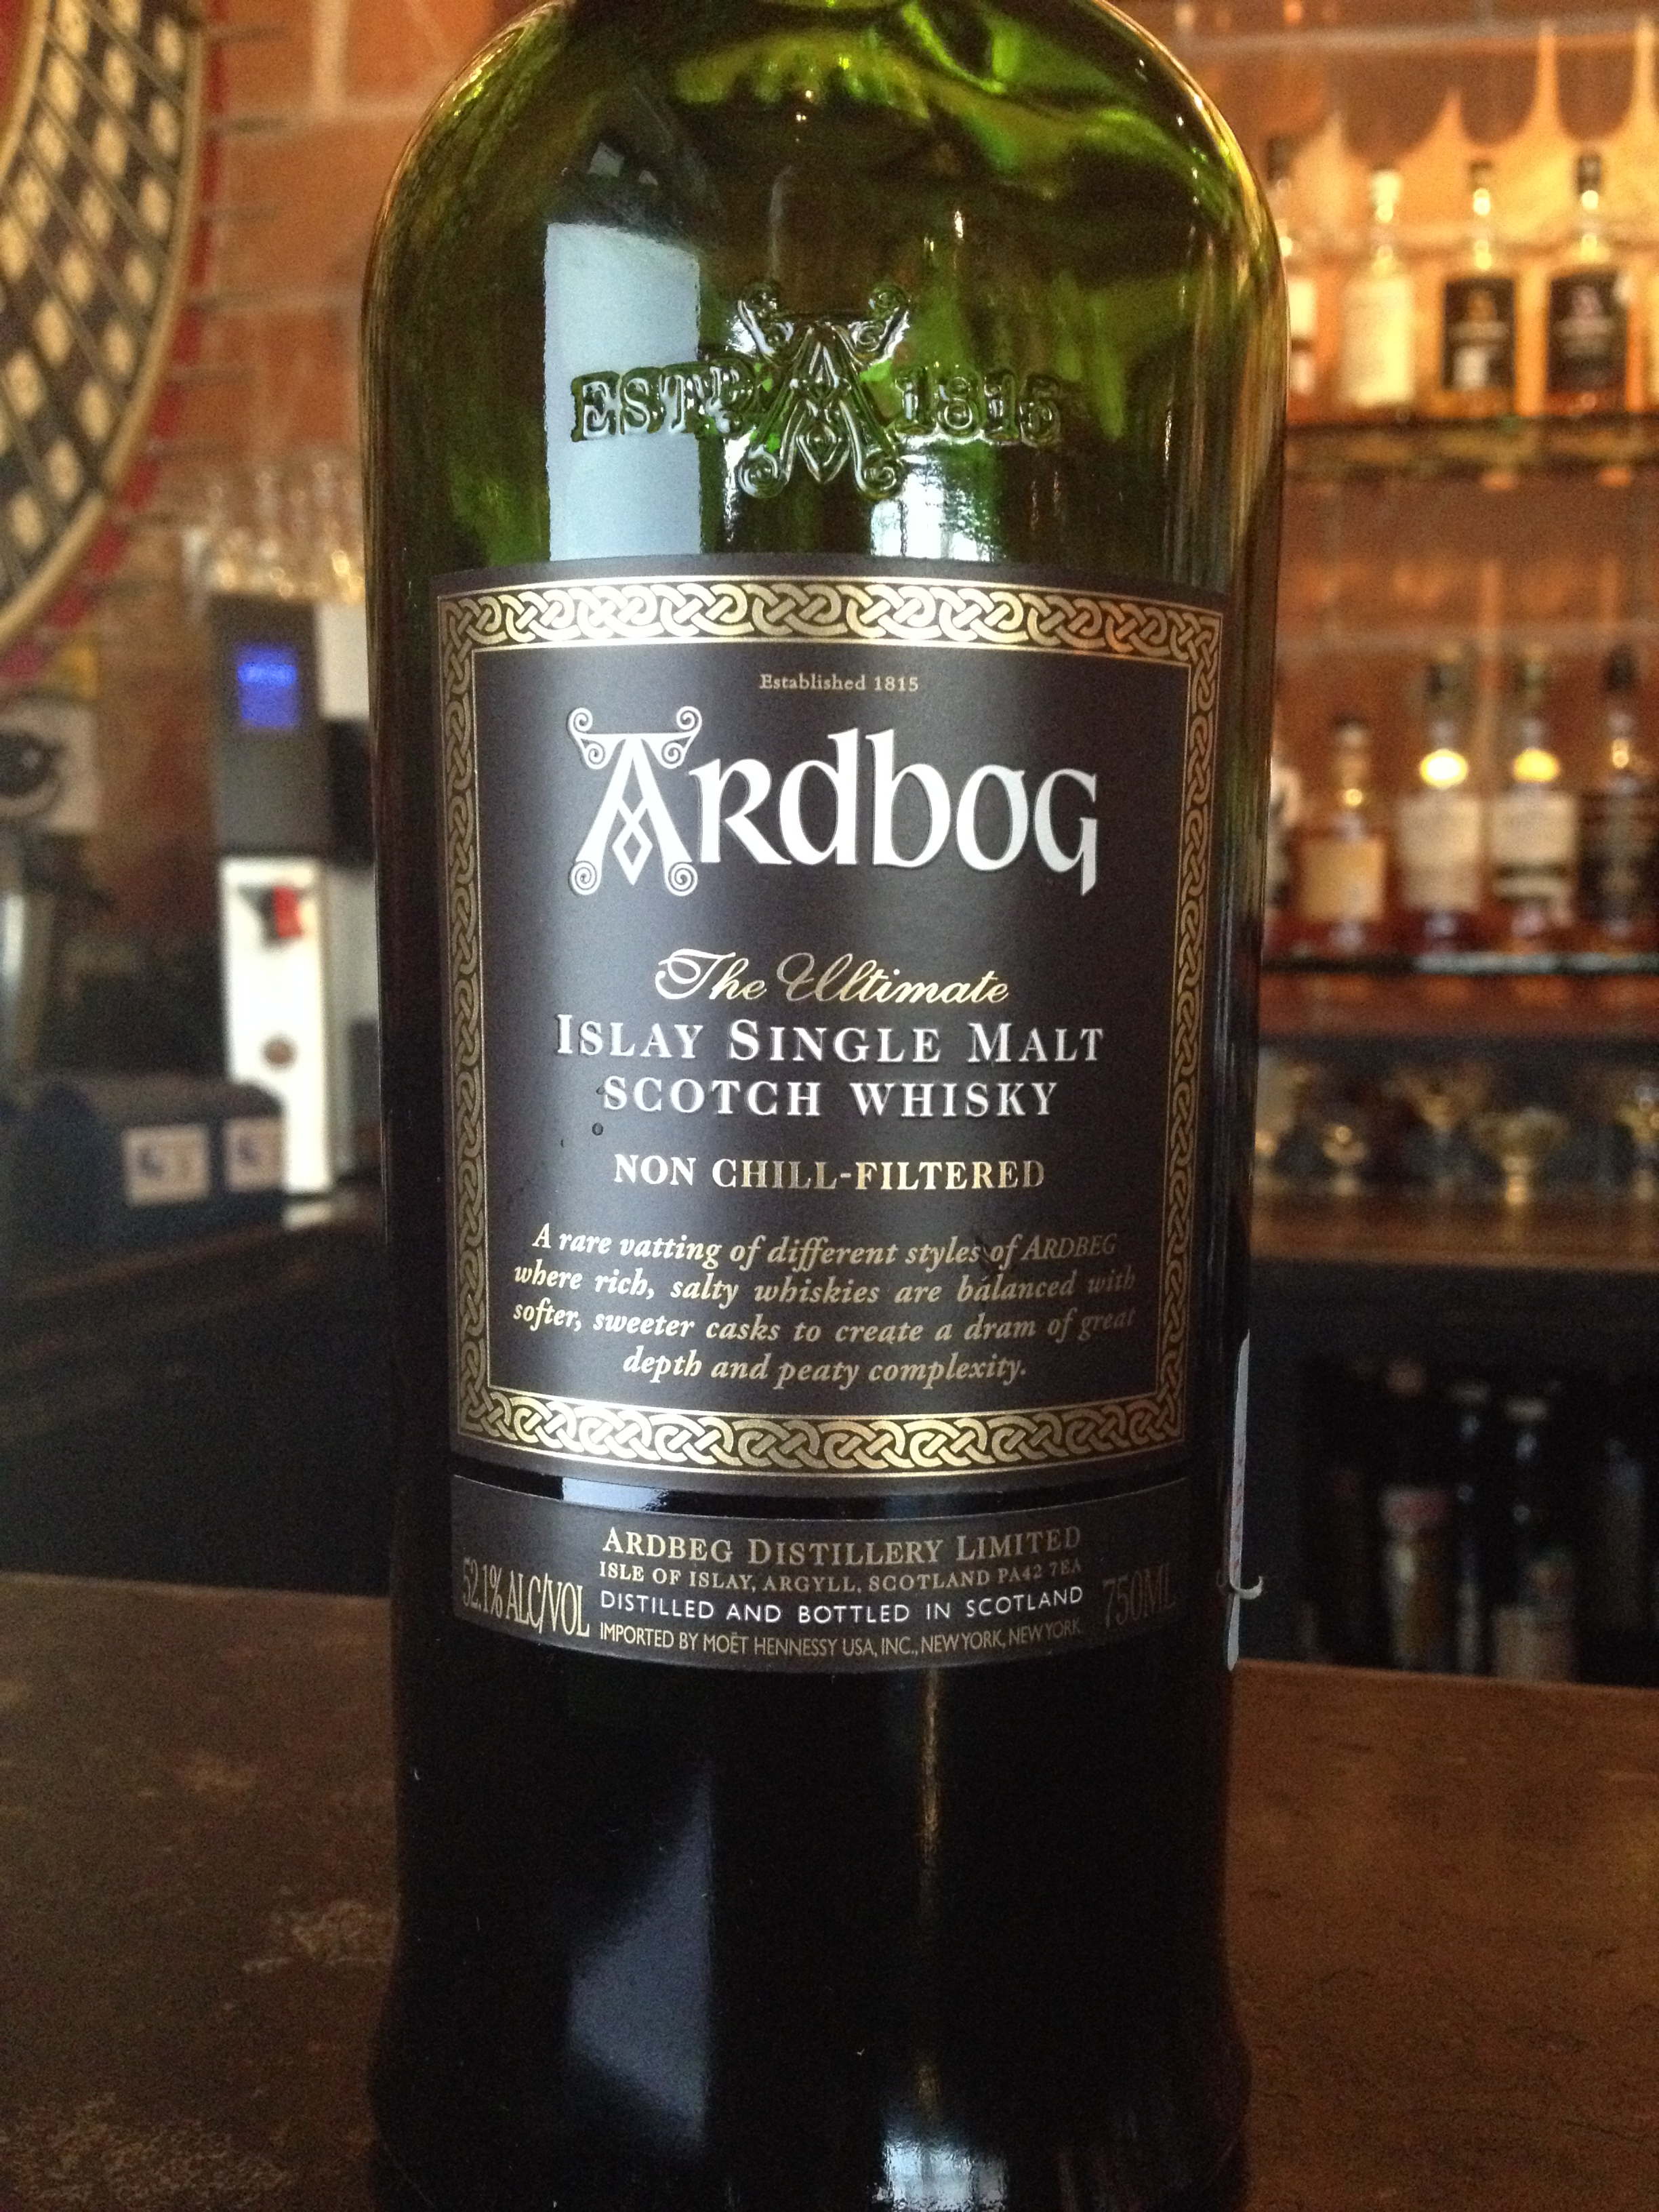 ESTD A 1815
Established 1815
Ardbog
The Ultimate
ISLAY SINGLE MALT
SCOTCH WHISKY
NON CHILL-FILTERED
A rare vatting of different styles of ARDBEG
where rich, salty whiskies are balanced with
softer, sweeter casks to create a dram of great
depth and peaty complexity.
ARDBEG DISTILLERY LIMITED
ISLE OF ISLAY, ARGYLL, SCOTLAND PA42 7EA
52.1% ALC/VOL
DISTILLED AND BOTTLED IN SCOTLAND
750ML
IMPORTED BY MOËT HENNESSY USA, INC., NEW YORK, NEW YORK.